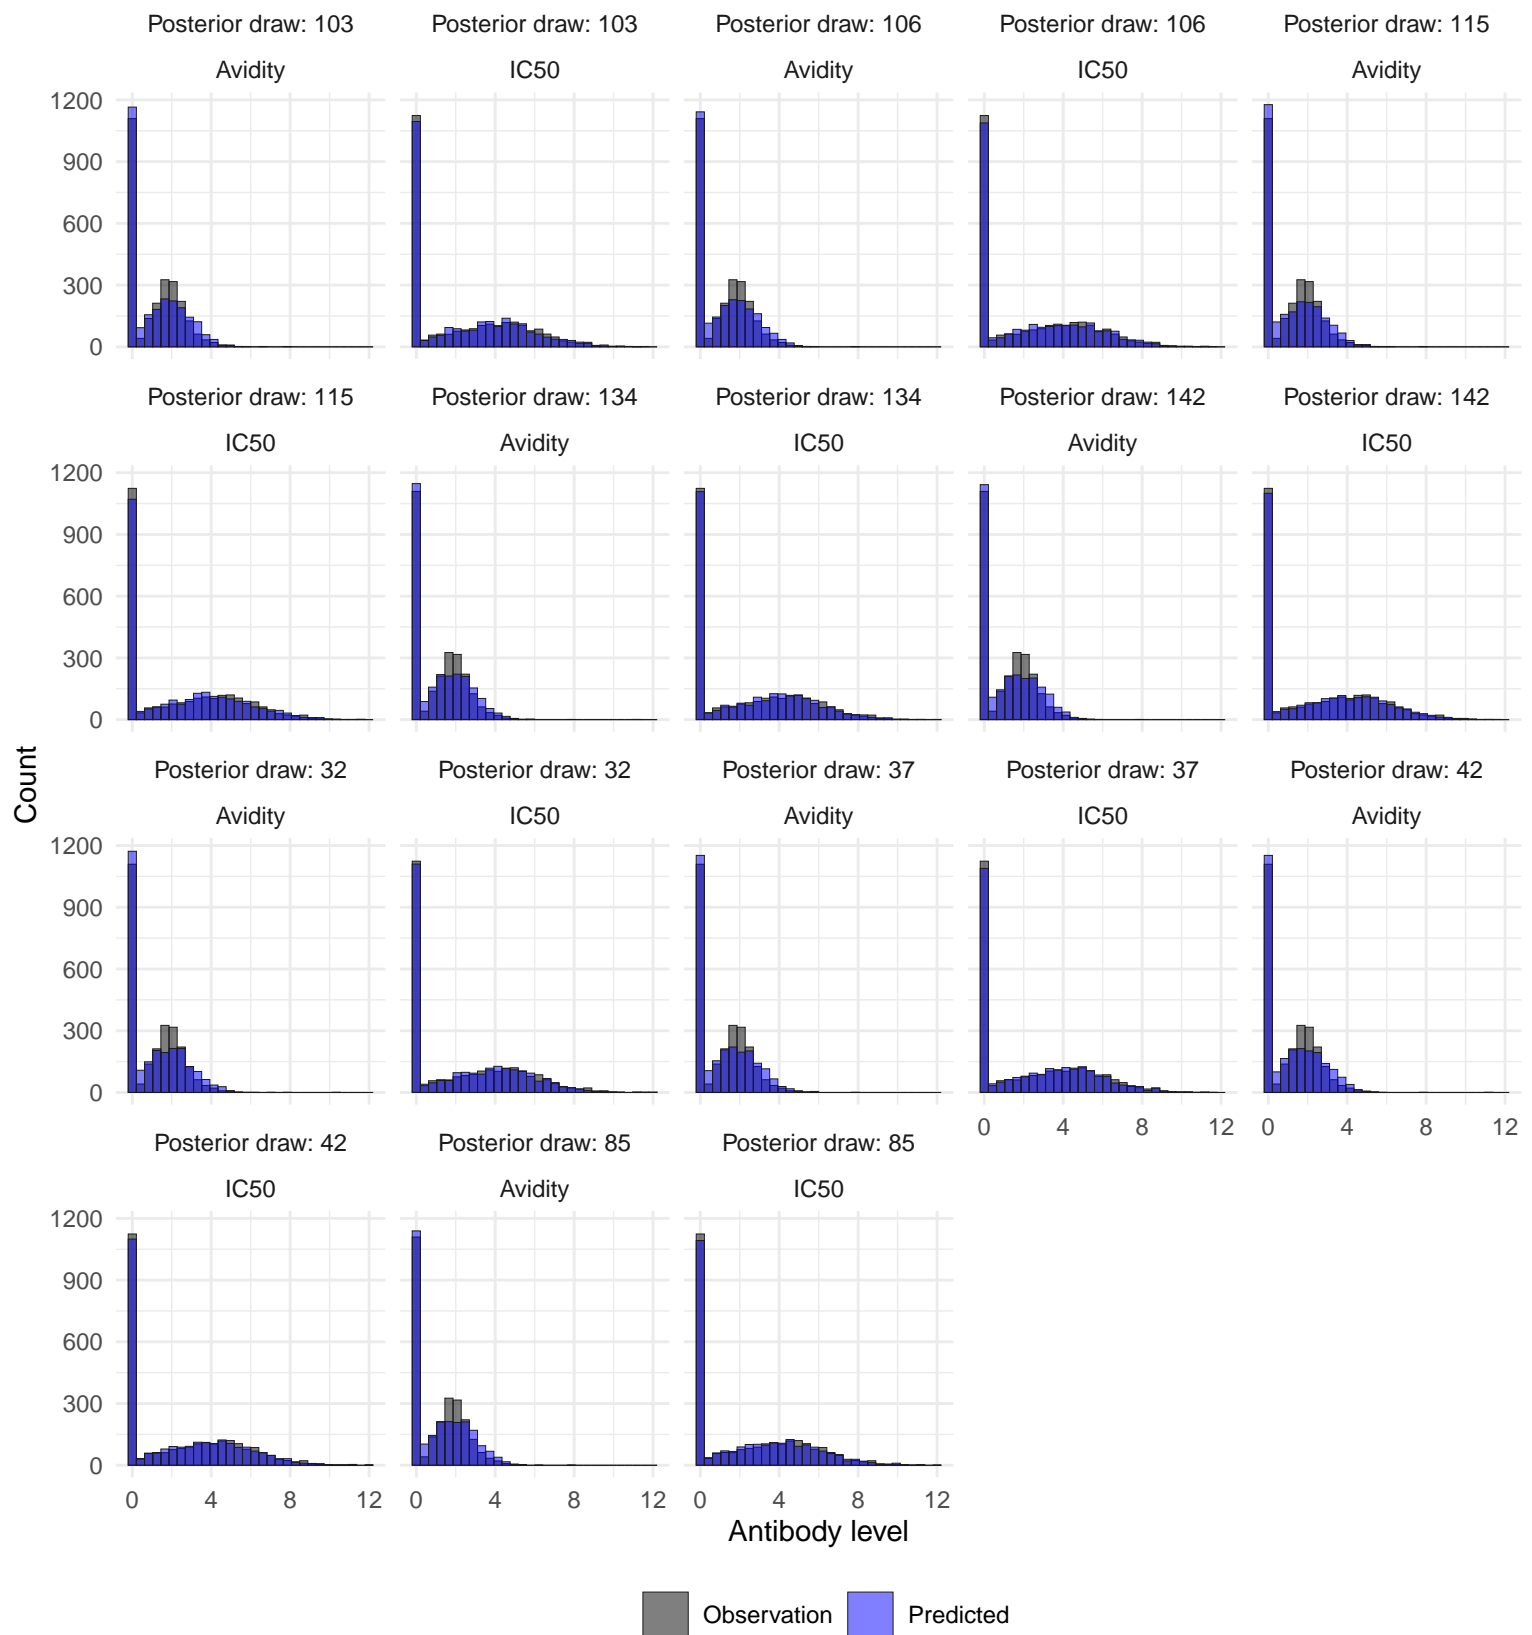 Posterior draw: 103 Posterior draw: 103 Posterior draw: 106 Posterior draw: 106 Posterior draw: 115
Avidity IC50 Avidity IC50 Avidity
1200
900
600
300
0
Posterior draw: 115 Posterior draw: 134 Posterior draw: 134 Posterior draw: 142 Posterior draw: 142
IC50 Avidity IC50 Avidity IC50
1200
900
600
300
0
Count
Posterior draw: 32 Posterior draw: 32 Posterior draw: 37 Posterior draw: 37 Posterior draw: 42
Avidity IC50 Avidity IC50 Avidity
1200
900
600
300
0
0 4 8 12 0 4 8 12
Posterior draw: 42 Posterior draw: 85 Posterior draw: 85
IC50 Avidity IC50
1200
900
600
300
0
0 4 8 12 0 4 8 12 0 4 8 12
Antibody level
Observation Predicted